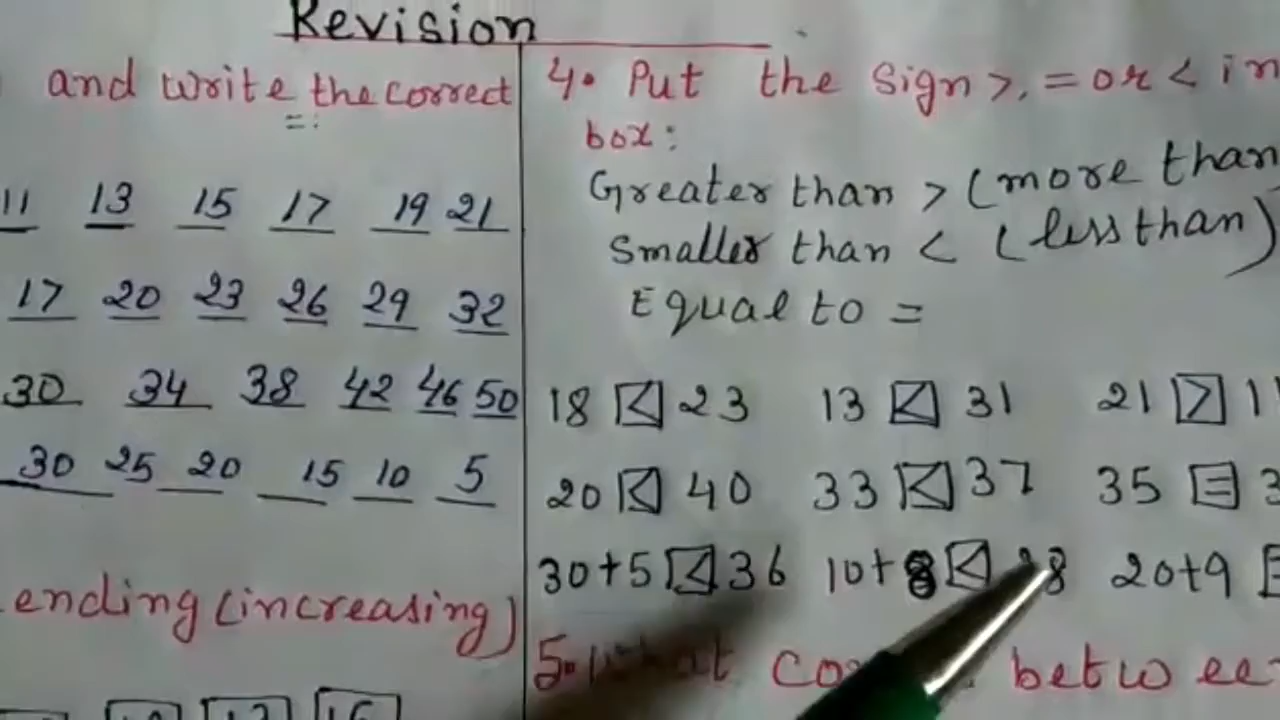 Revision
and write the correct
11 13 15 17 19 21
17 20 23 26 29 32
30 34 38 42 46 50
30 25 20 15 10 5
ending (increasing)
4. Put the sign >, = or < in
box:
Greater than > (more than
Smaller than < (less than)
Equal to =
18 < 23 13 < 31 21 > 11
20 < 40 33 < 37 35 = 3
30+5 < 36 10+8 < 28 20+9
5. What between